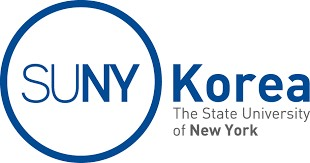 SUNY Korea
The State University
of New York